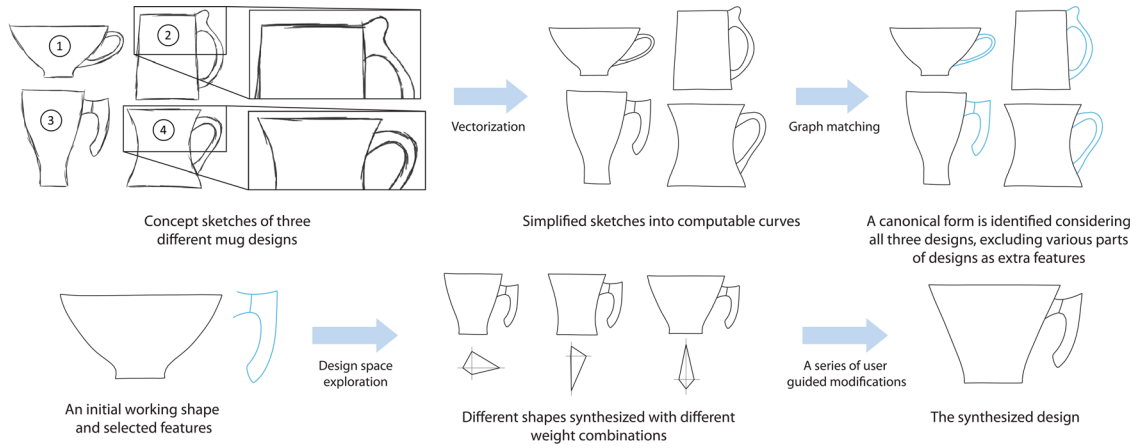 1
2
3
4
Vectorization
Graph matching
Concept sketches of three
different mug designs
Simplified sketches into computable curves
A canonical form is identified considering
all three designs, excluding various parts
of designs as extra features
Design space
exploration
A series of user
guided modifications
An initial working shape
and selected features
Different shapes synthesized with different
weight combinations
The synthesized design